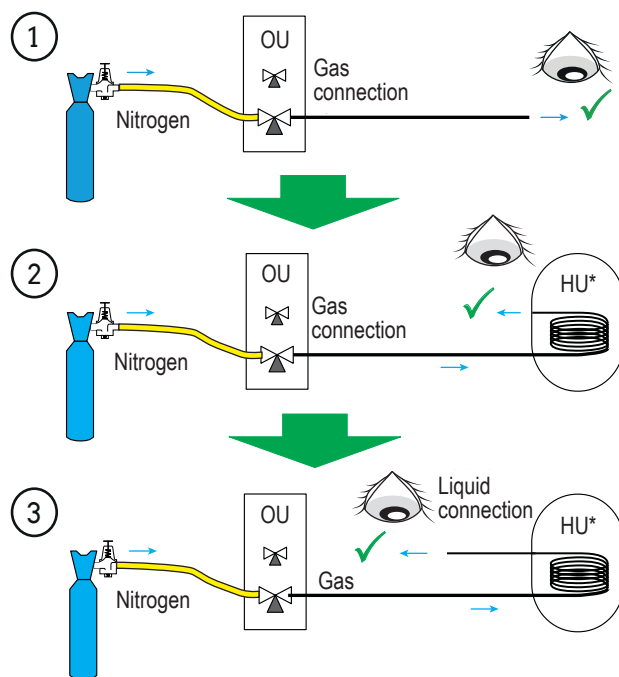 1
OU
Gas
connection
Nitrogen
2
OU
HU*
Gas
connection
Nitrogen
3
OU
Liquid
connection
HU*
Gas
Nitrogen